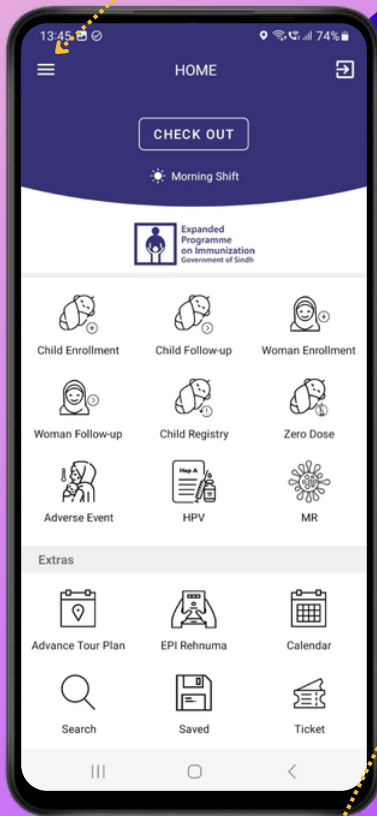 13:45
74%
HOME
CHECK OUT
Morning Shift
Expanded
Programme
on Immunization
Government of Sindh
Child Enrollment
Child Follow-up
Woman Enrollment
Woman Follow-up
Child Registry
Zero Dose
Hep A
Adverse Event
HPV
MR
Extras
Advance Tour Plan
EPI Rehnuma
Calendar
Search
Saved
Ticket